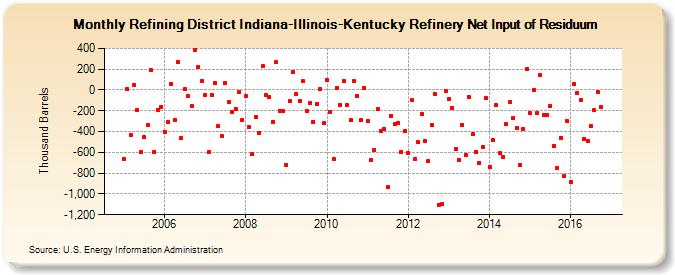 Monthly Refining District Indiana-Illinois-Kentucky Refinery Net Input of Residuum
Thousand Barrels
400
200
0
-200
-400
-600
-800
-1,000
-1,200
2006 2008 2010 2012 2014 2016
Source: U.S. Energy Information Administration